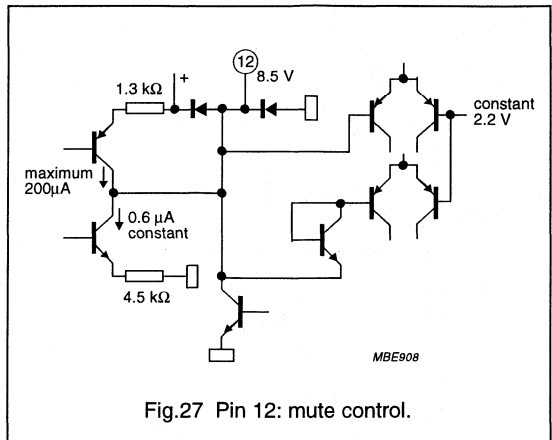 12
1.3 kΩ
+
8.5 V
constant
2.2 V
maximum
200µA
0.6 µA
constant
4.5 kΩ
MBE908
Fig.27 Pin 12: mute control.